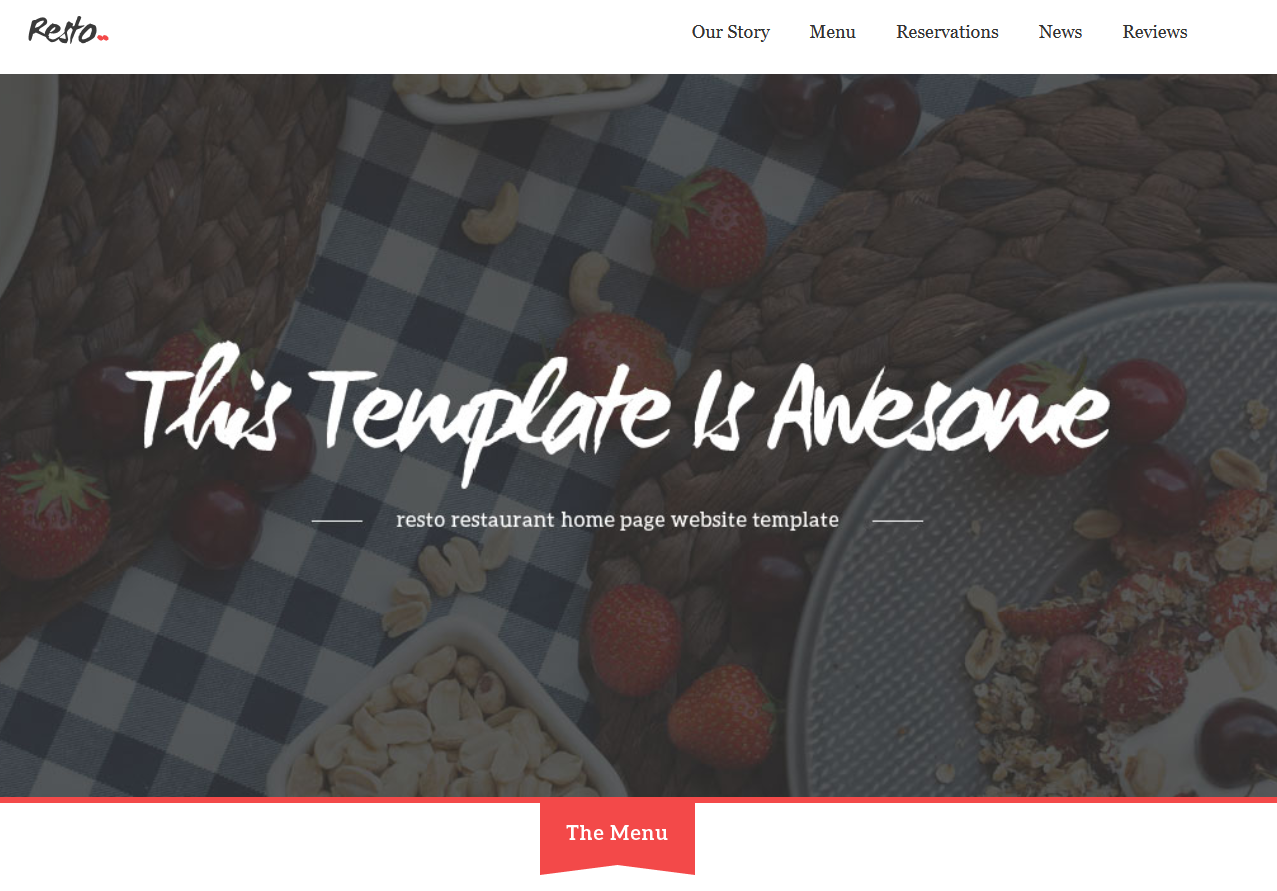 Resto
Our Story Menu Reservations News Reviews
This Template Is Awesome
resto restaurant home page website template
The Menu